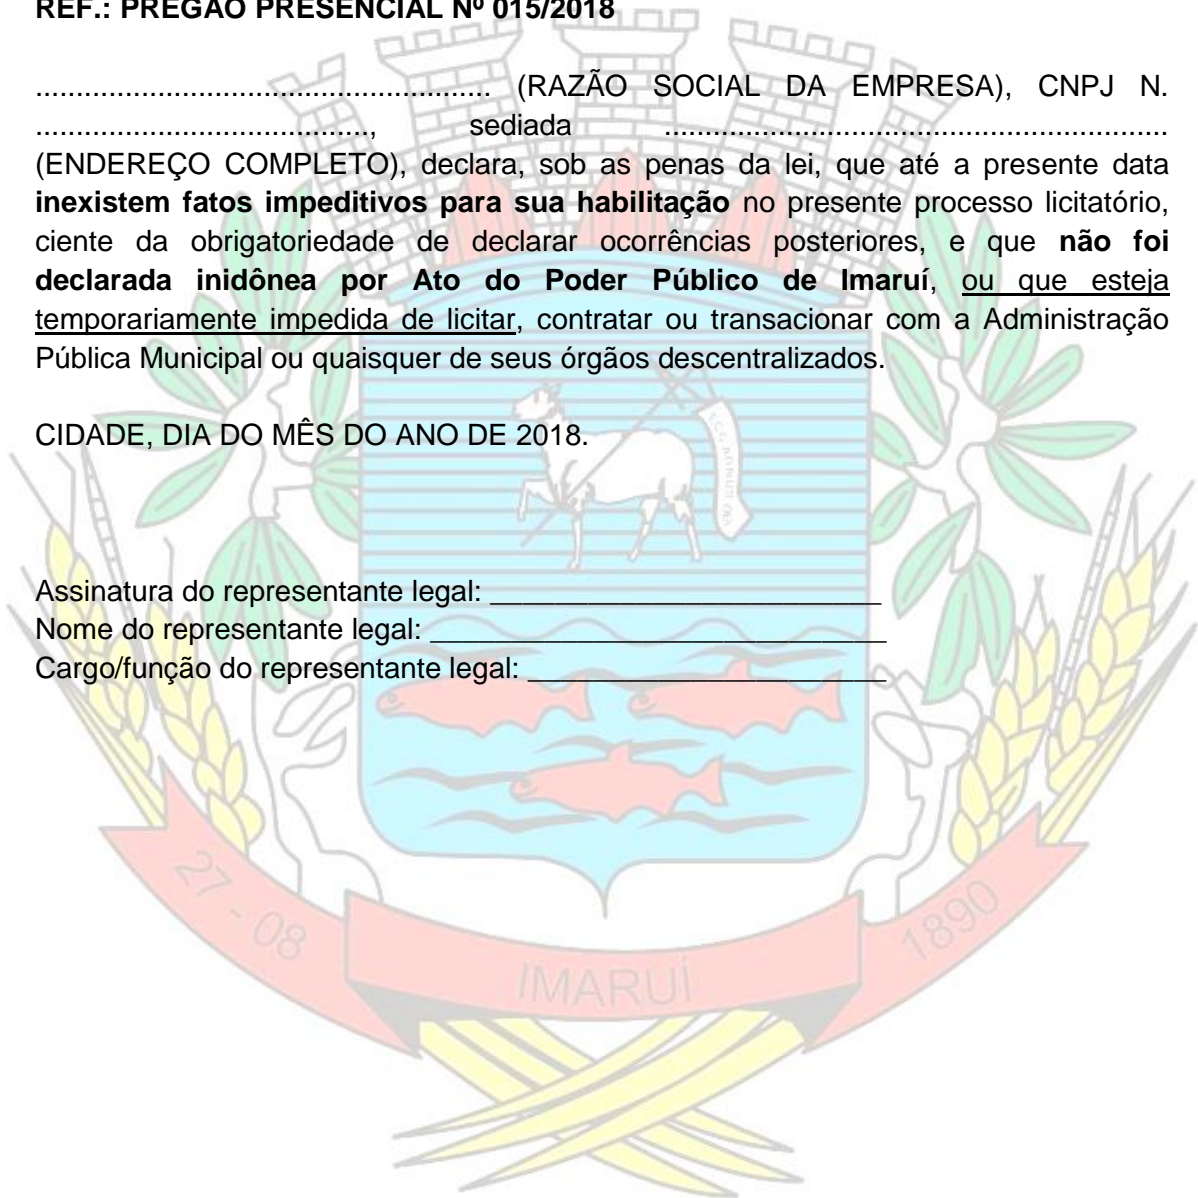 REF.: PREGÃO PRESENCIAL Nº 015/2018
........................................................ (RAZÃO SOCIAL DA EMPRESA), CNPJ N.
........................................., sediada ..............................................................
(ENDEREÇO COMPLETO), declara, sob as penas da lei, que até a presente data
inexistem fatos impeditivos para sua habilitação no presente processo licitatório,
ciente da obrigatoriedade de declarar ocorrências posteriores, e que não foi
declarada inidônea por Ato do Poder Público de Imaruí, ou que esteja
temporariamente impedida de licitar, contratar ou transacionar com a Administração
Pública Municipal ou quaisquer de seus órgãos descentralizados.
CIDADE, DIA DO MÊS DO ANO DE 2018.
Assinatura do representante legal: ________________________
Nome do representante legal: ____________________________
Cargo/função do representante legal: ______________________
27 - 08
IMARUÍ
1890